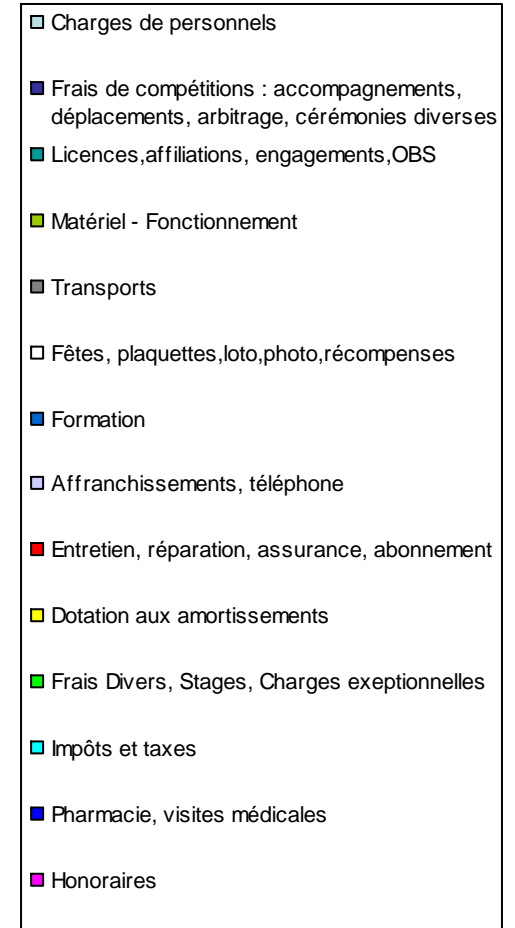 Charges de personnels
Frais de compétitions : accompagnements,
déplacements, arbitrage, cérémonies diverses
Licences,affiliations, engagements,OBS
Matériel - Fonctionnement
Transports
Fêtes, plaquettes,loto,photo,récompenses
Formation
Affranchissements, téléphone
Entretien, réparation, assurance, abonnement
Dotation aux amortissements
Frais Divers, Stages, Charges exeptionnelles
Impôts et taxes
Pharmacie, visites médicales
Honoraires